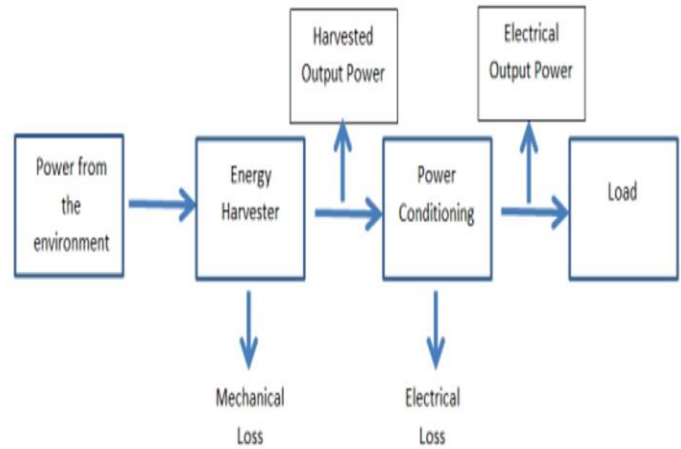 Harvested
Output Power
Electrical
Output Power
Power from
the
environment
Energy
Harvester
Power
Conditioning
Load
Mechanical
Loss
Electrical
Loss